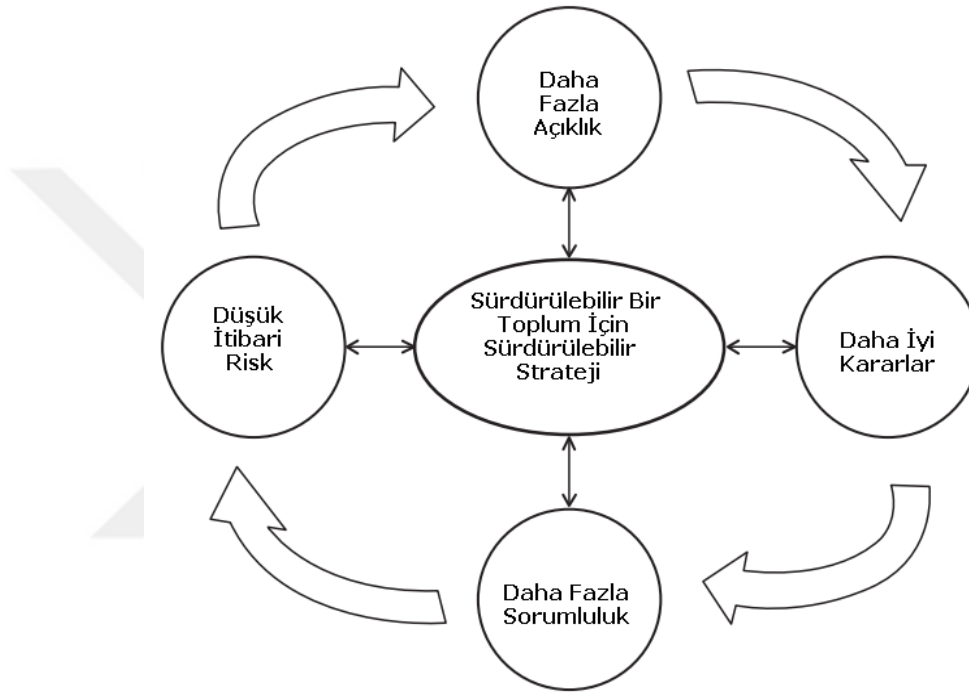 Daha
Fazla
Açıklık
Düşük
İtibari
Risk
Sürdürülebilir Bir
Toplum İçin
Sürdürülebilir
Strateji
Daha İyi
Kararlar
Daha Fazla
Sorumluluk